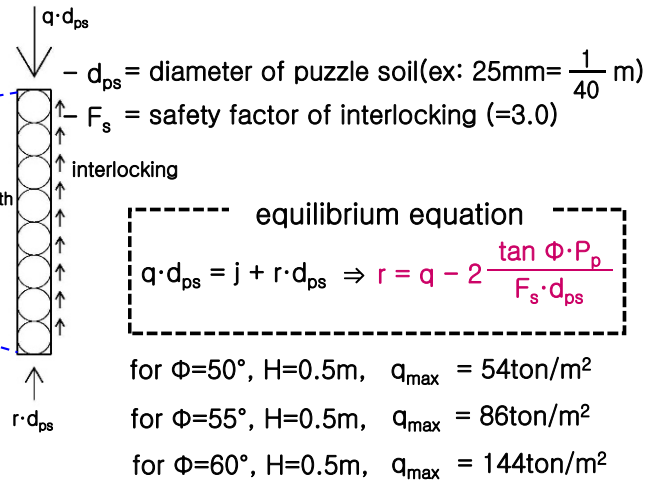 q·dps
– dps = diameter of puzzle soil(ex: 25mm= 1/40 m)
– Fs = safety factor of interlocking (=3.0)
interlocking
th
equilibrium equation
q·dps = j + r·dps ⇒ r = q − 2 tan Φ·Pp / Fs·dps
for Φ=50°, H=0.5m, qmax = 54ton/m²
r·dps
for Φ=55°, H=0.5m, qmax = 86ton/m²
for Φ=60°, H=0.5m, qmax = 144ton/m²